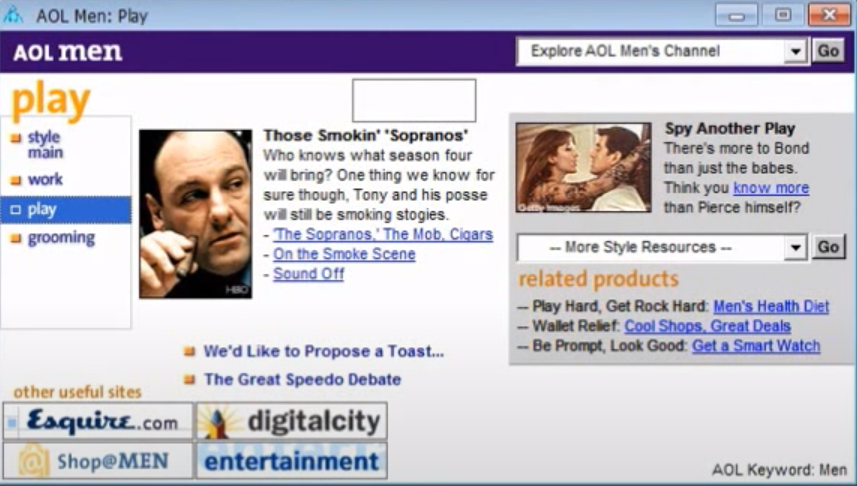 AOL Men: Play
AOL men
Explore AOL Men's Channel
Go
play
style
main
work
play
grooming
HBO
Those Smokin' 'Sopranos'
Who knows what season four
will bring? One thing we know for
sure though, Tony and his posse
will still be smoking stogies.
- 'The Sopranos,' The Mob, Cigars
- On the Smoke Scene
- Sound Off
We'd Like to Propose a Toast...
The Great Speedo Debate
Getty Images
Spy Another Play
There's more to Bond
than just the babes.
Think you know more
than Pierce himself?
-- More Style Resources --
Go
related products
-- Play Hard, Get Rock Hard: Men's Health Diet
-- Wallet Relief: Cool Shops, Great Deals
-- Be Prompt, Look Good: Get a Smart Watch
other useful sites
Esquire.com
digitalcity
Shop@MEN
entertainment
AOL Keyword: Men